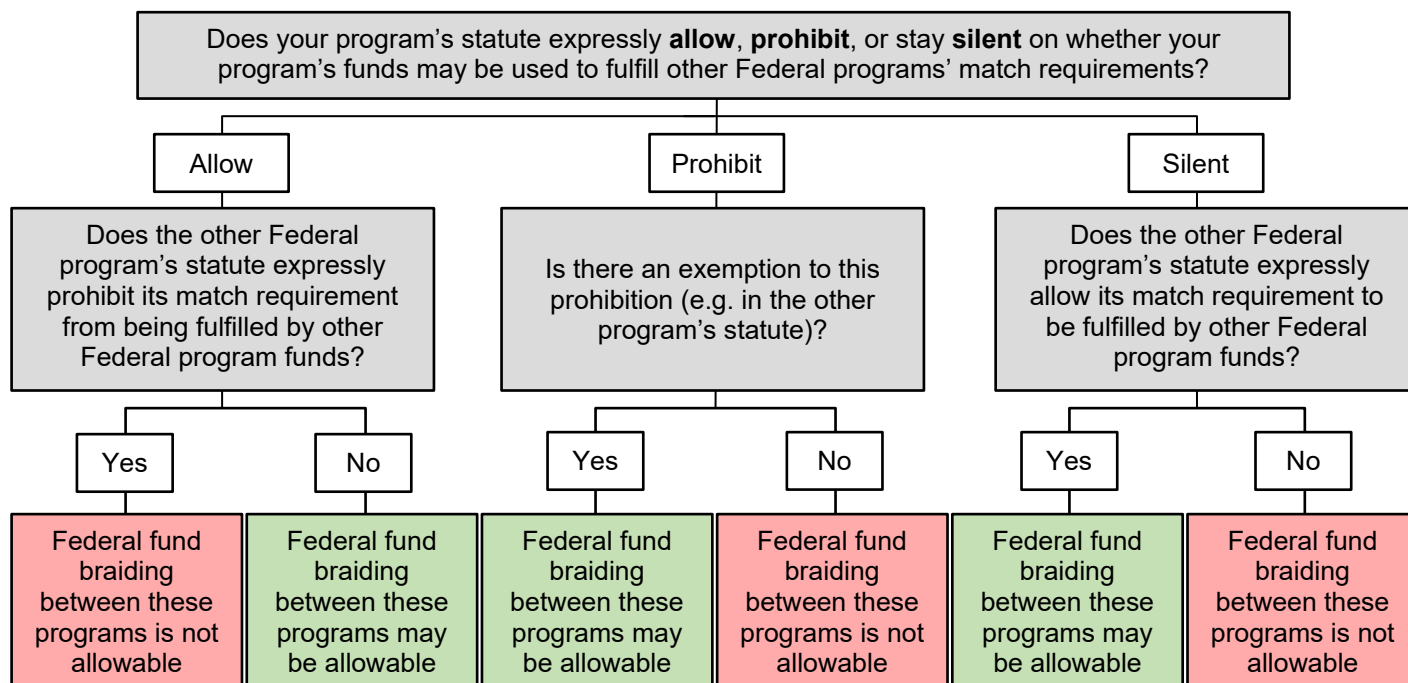 Does your program’s statute expressly allow, prohibit, or stay silent on whether your
program’s funds may be used to fulfill other Federal programs’ match requirements?
Allow
Prohibit
Silent
Does the other Federal
program’s statute expressly
prohibit its match requirement
from being fulfilled by other
Federal program funds?
Is there an exemption to this
prohibition (e.g. in the other
program’s statute)?
Does the other Federal
program’s statute expressly
allow its match requirement to
be fulfilled by other Federal
program funds?
Yes
No
Yes
No
Yes
No
Federal fund
braiding
between these
programs is not
allowable
Federal fund
braiding
between these
programs may
be allowable
Federal fund
braiding
between these
programs may
be allowable
Federal fund
braiding
between these
programs is not
allowable
Federal fund
braiding
between these
programs may
be allowable
Federal fund
braiding
between these
programs is not
allowable